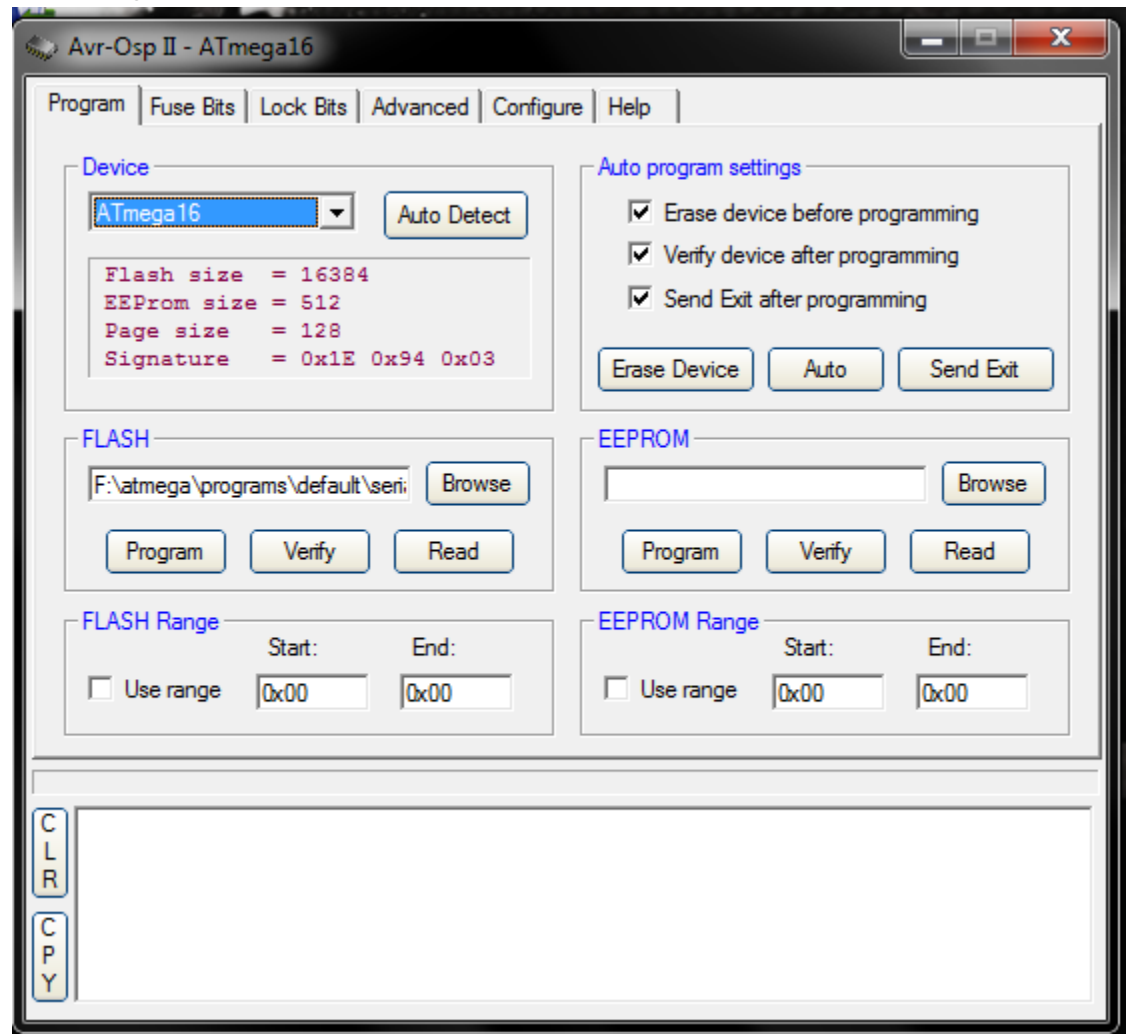 Avr-Osp II - ATmega16
Program Fuse Bits Lock Bits Advanced Configure Help
Device
ATmega16 Auto Detect
Flash size = 16384
EEProm size = 512
Page size = 128
Signature = 0x1E 0x94 0x03
Auto program settings
Erase device before programming
Verify device after programming
Send Exit after programming
Erase Device Auto Send Exit
FLASH
F:\atmega\programs\default\seri Browse
Program Verify Read
EEPROM
Browse
Program Verify Read
FLASH Range
Start: End:
Use range 0x00 0x00
EEPROM Range
Start: End:
Use range 0x00 0x00
CLR
CPY